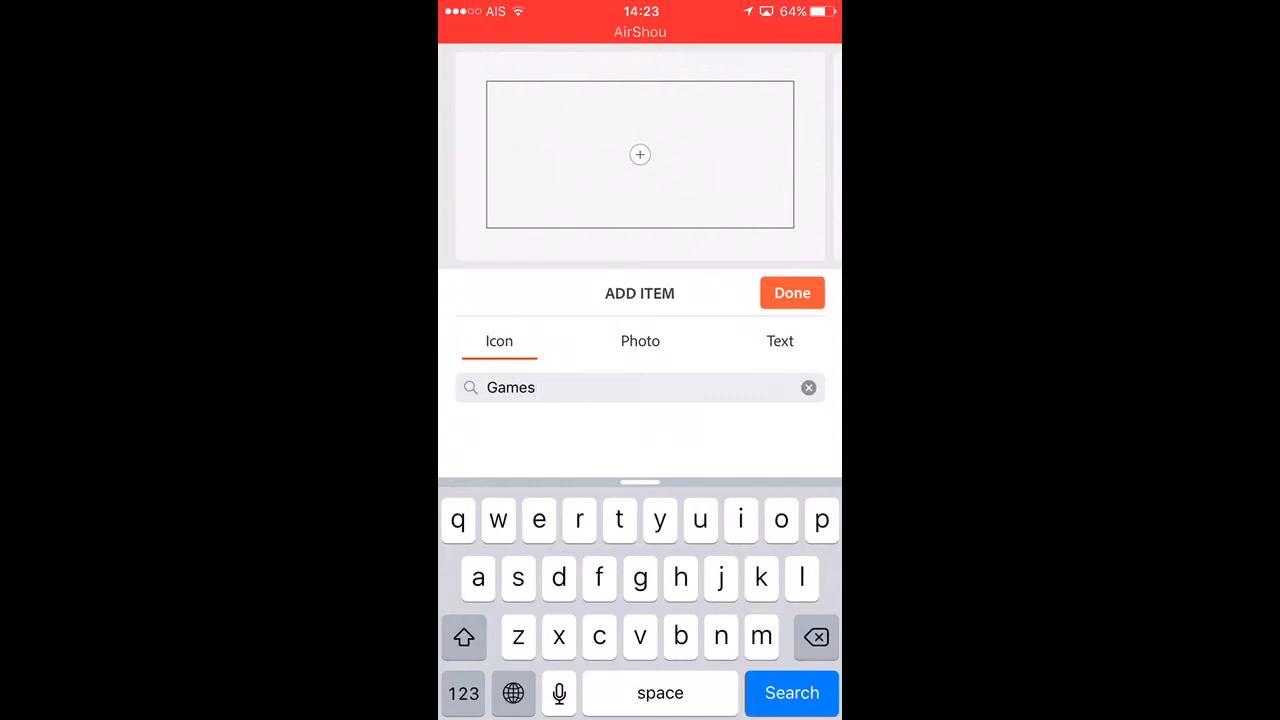 AIS 14:23 64%
AirShou
ADD ITEM Done
Icon Photo Text
Games
q w e r t y u i o p
a s d f g h j k l
z x c v b n m
123 space Search